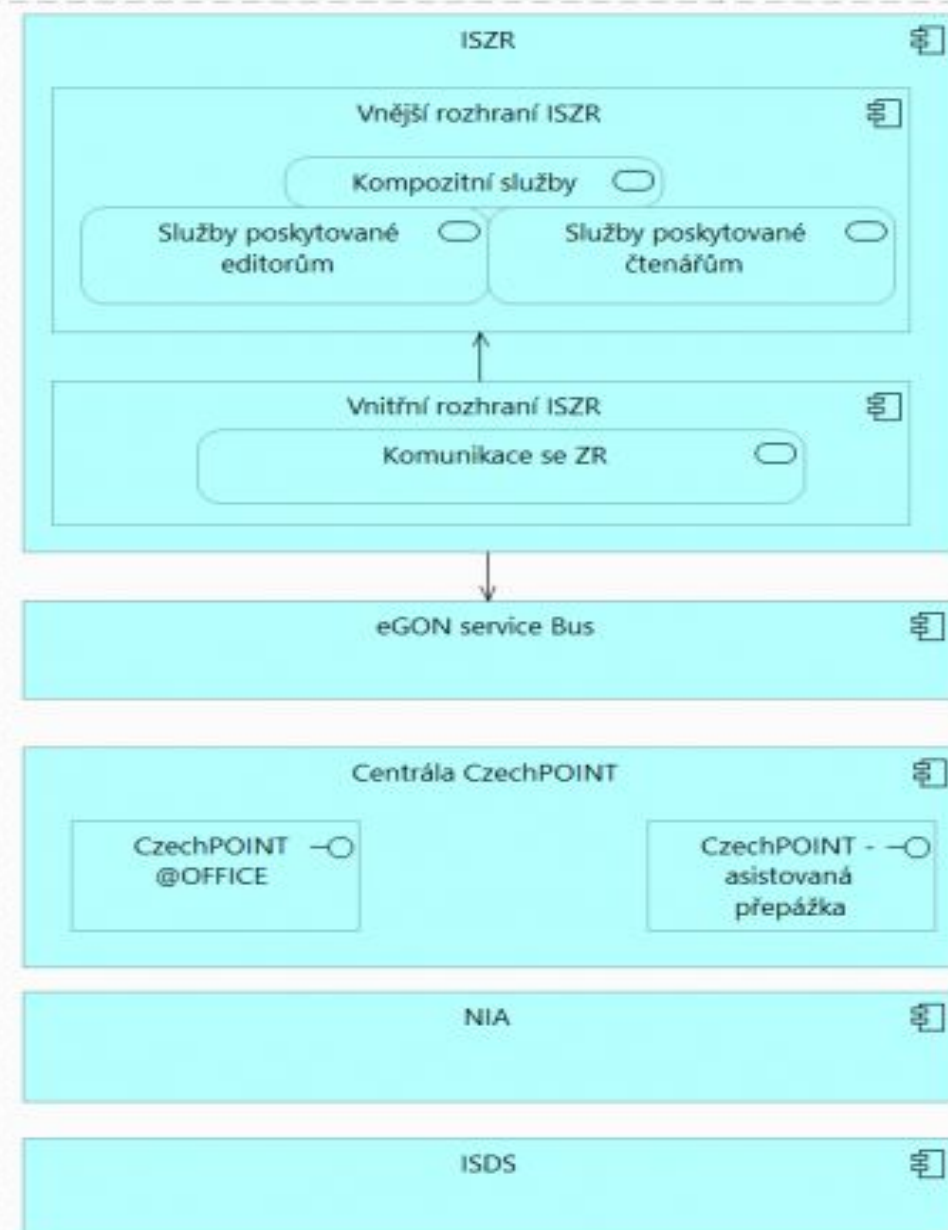 ISZR
Vnější rozhraní ISZR
Kompozitní služby
Služby poskytované
editorům
Služby poskytované
čtenářům
Vnitřní rozhraní ISZR
Komunikace se ZR
eGON service Bus
Centrála CzechPOINT
CzechPOINT
@OFFICE
CzechPOINT -
asistovaná
přepážka
NIA
ISDS